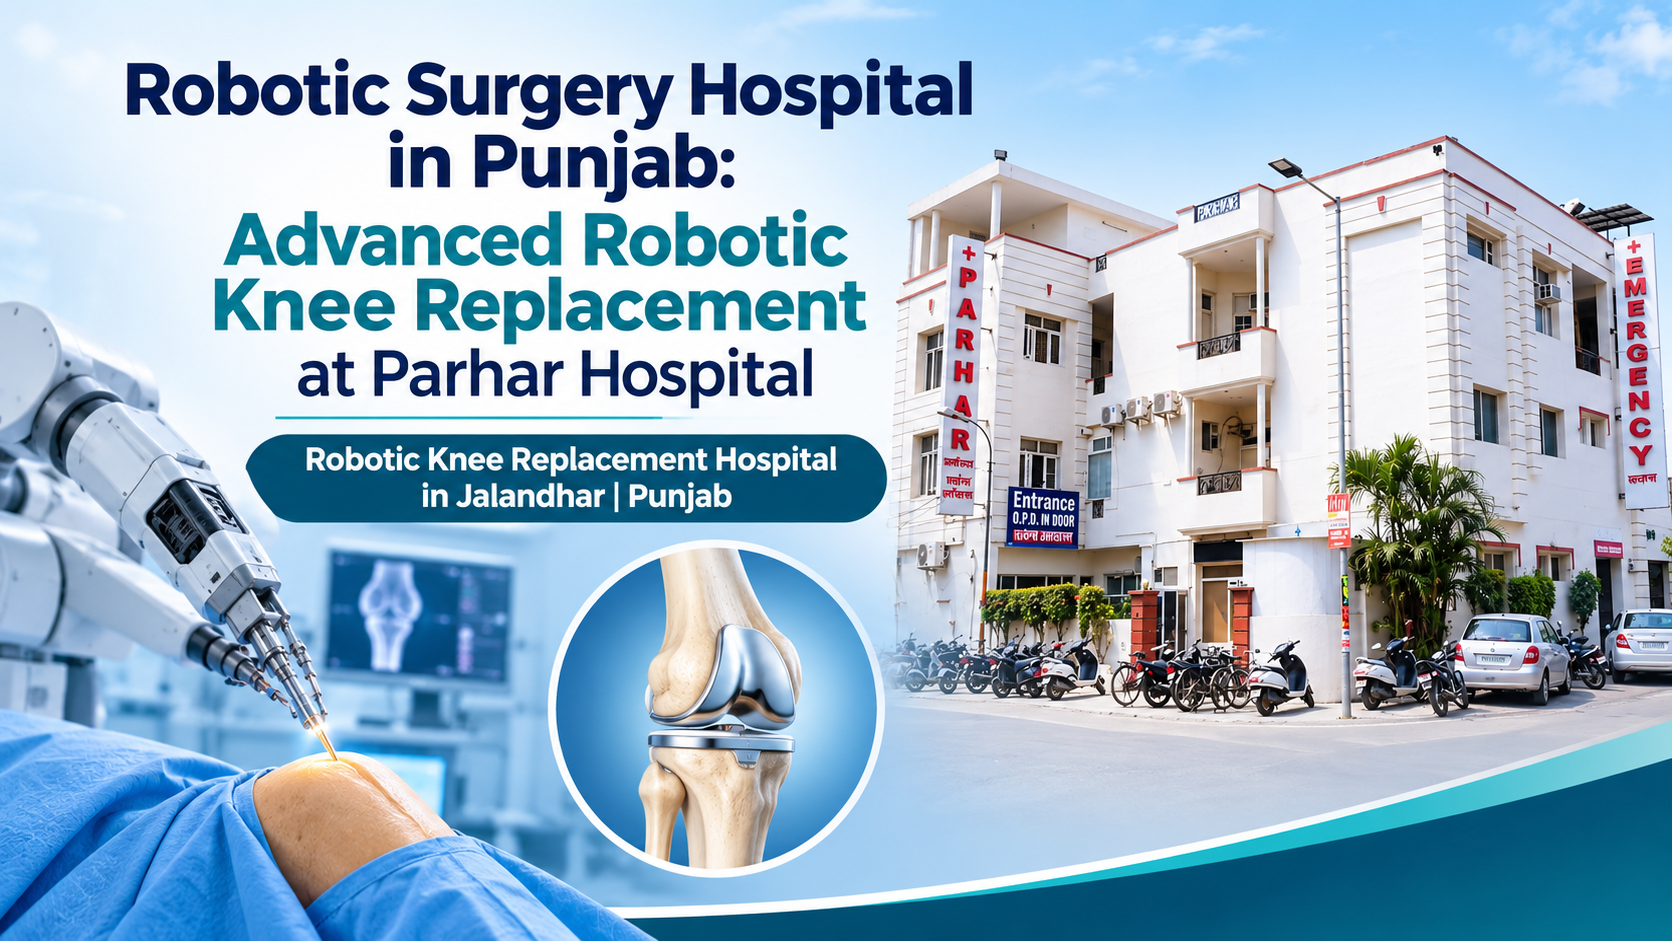 Robotic Surgery Hospital
in Punjab:
Advanced Robotic
Knee Replacement
at Parhar Hospital
Robotic Knee Replacement Hospital
in Jalandhar | Punjab
PARHAR
+PARHAR
Entrance
O.P.D. IN DOOR
+EMERGENCY